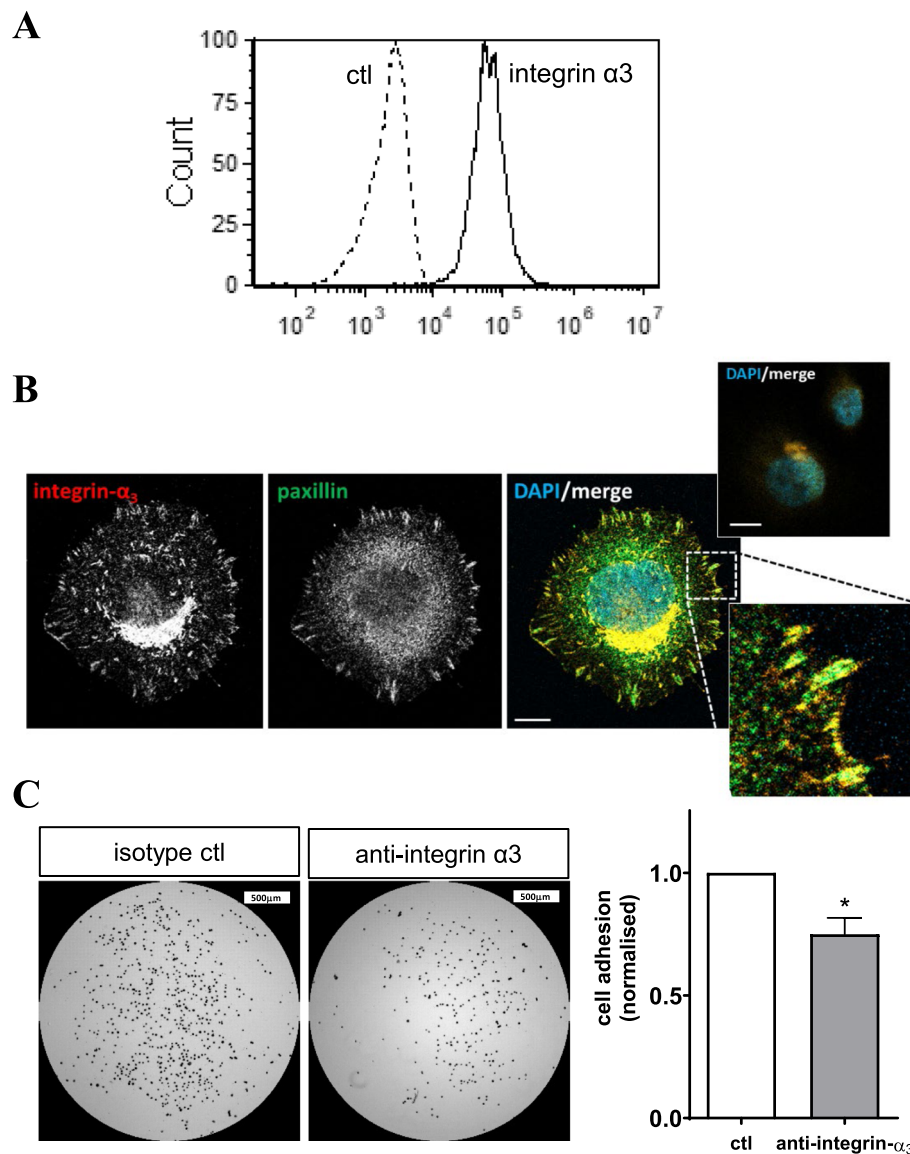 A
100
75
50
25
0
Count
ctl
integrin α3
10² 10³ 10⁴ 10⁵ 10⁶ 10⁷
B
DAPI/merge
integrin-α₃
paxillin
DAPI/merge
C
isotype ctl
anti-integrin α3
500µm
500µm
cell adhesion
(normalised)
1.0
0.5
0.0
*
ctl
anti-integrin-α₃